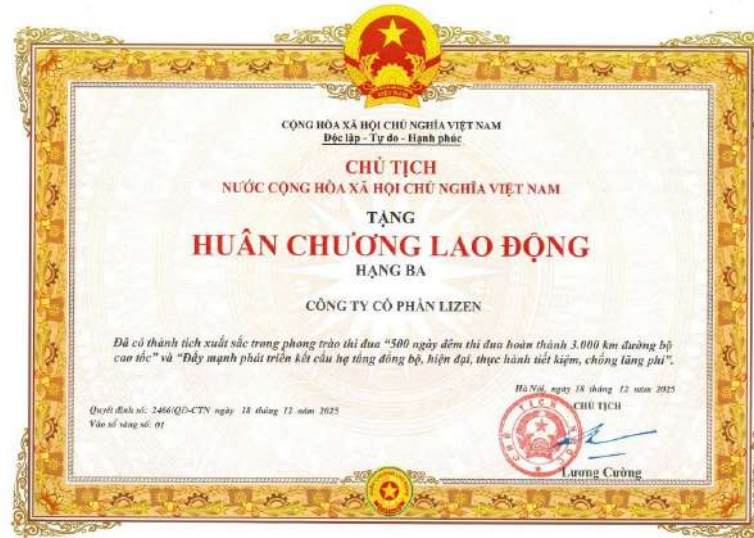 CỘNG HÒA XÃ HỘI CHỦ NGHĨA VIỆT NAM
Độc lập - Tự do - Hạnh phúc
CHỦ TỊCH
NƯỚC CỘNG HÒA XÃ HỘI CHỦ NGHĨA VIỆT NAM
TẶNG
HUÂN CHƯƠNG LAO ĐỘNG
HẠNG BA
CÔNG TY CỔ PHẦN LIZEN
Đã có thành tích xuất sắc trong phong trào thi đua “500 ngày đêm thi đua hoàn thành 3.000 km đường bộ
cao tốc” và “Đẩy mạnh phát triển kết cấu hạ tầng đồng bộ, hiện đại, thực hành tiết kiệm, chống lãng phí”.
Hà Nội, ngày 18 tháng 12 năm 2025
Quyết định số: 2466/QĐ-CTN ngày 18 tháng 12 năm 2025
CHỦ TỊCH
Vào sổ vàng số: 01
Lương Cường